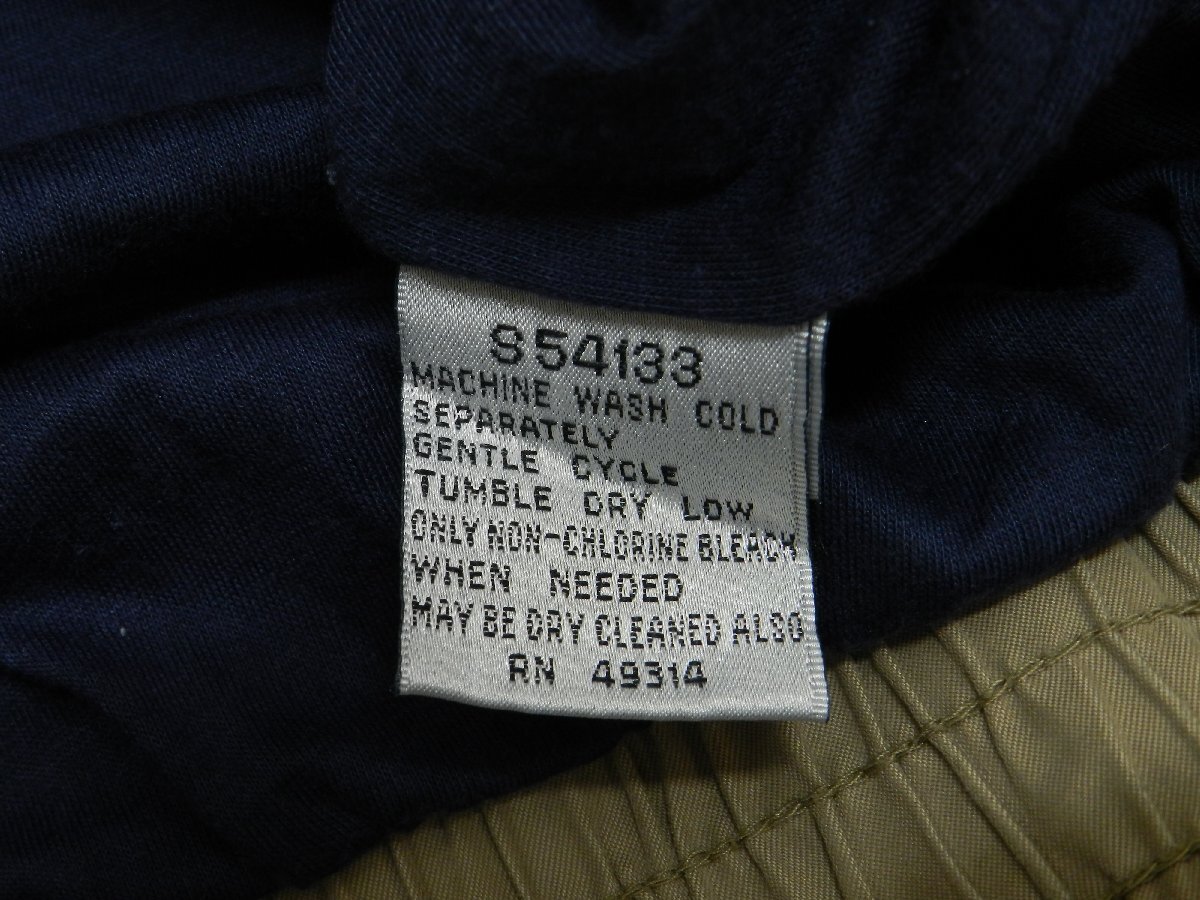 S54133
MACHINE WASH COLD
SEPARATELY
GENTLE CYCLE
TUMBLE DRY LOW
ONLY NON-CHLORINE BLEACH
WHEN NEEDED
MAY BE DRY CLEANED ALSO
RN 49314